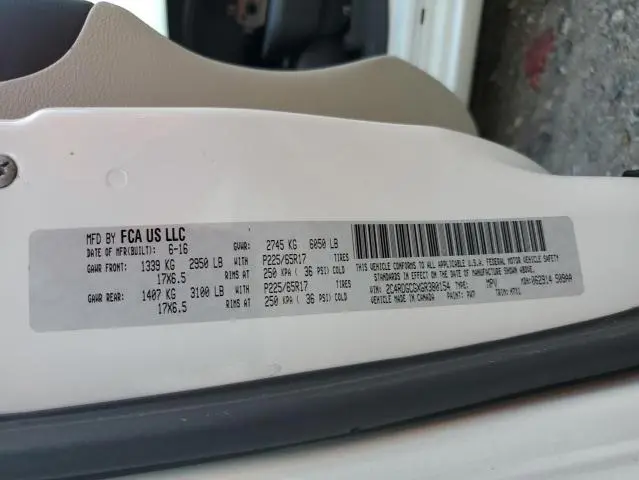 MFD BY FCA US LLC
DATE OF MFR(BUILT): 6-16 GVWR: 2745 KG 6050 LB
GAWR FRONT: 1339 KG 2950 LB P225/65R17 TIRES
17X6.5 RIMS AT 250 KPA ( 36 PSI) COLD
GAWR REAR: 1407 KG 3100 LB P225/65R17 TIRES
17X6.5 RIMS AT 250 KPA ( 36 PSI) COLD
THIS VEHICLE CONFORMS TO ALL APPLICABLE U.S.A. FEDERAL MOTOR VEHICLE SAFETY
STANDARDS IN EFFECT ON THE DATE OF MANUFACTURE SHOWN ABOVE.
VIN: 2C4RDGCGXGR380154 TYPE: MPV MDH: 062914 509AA
VEHICLE MADE IN CANADA PAINT: PW7 TRIM: